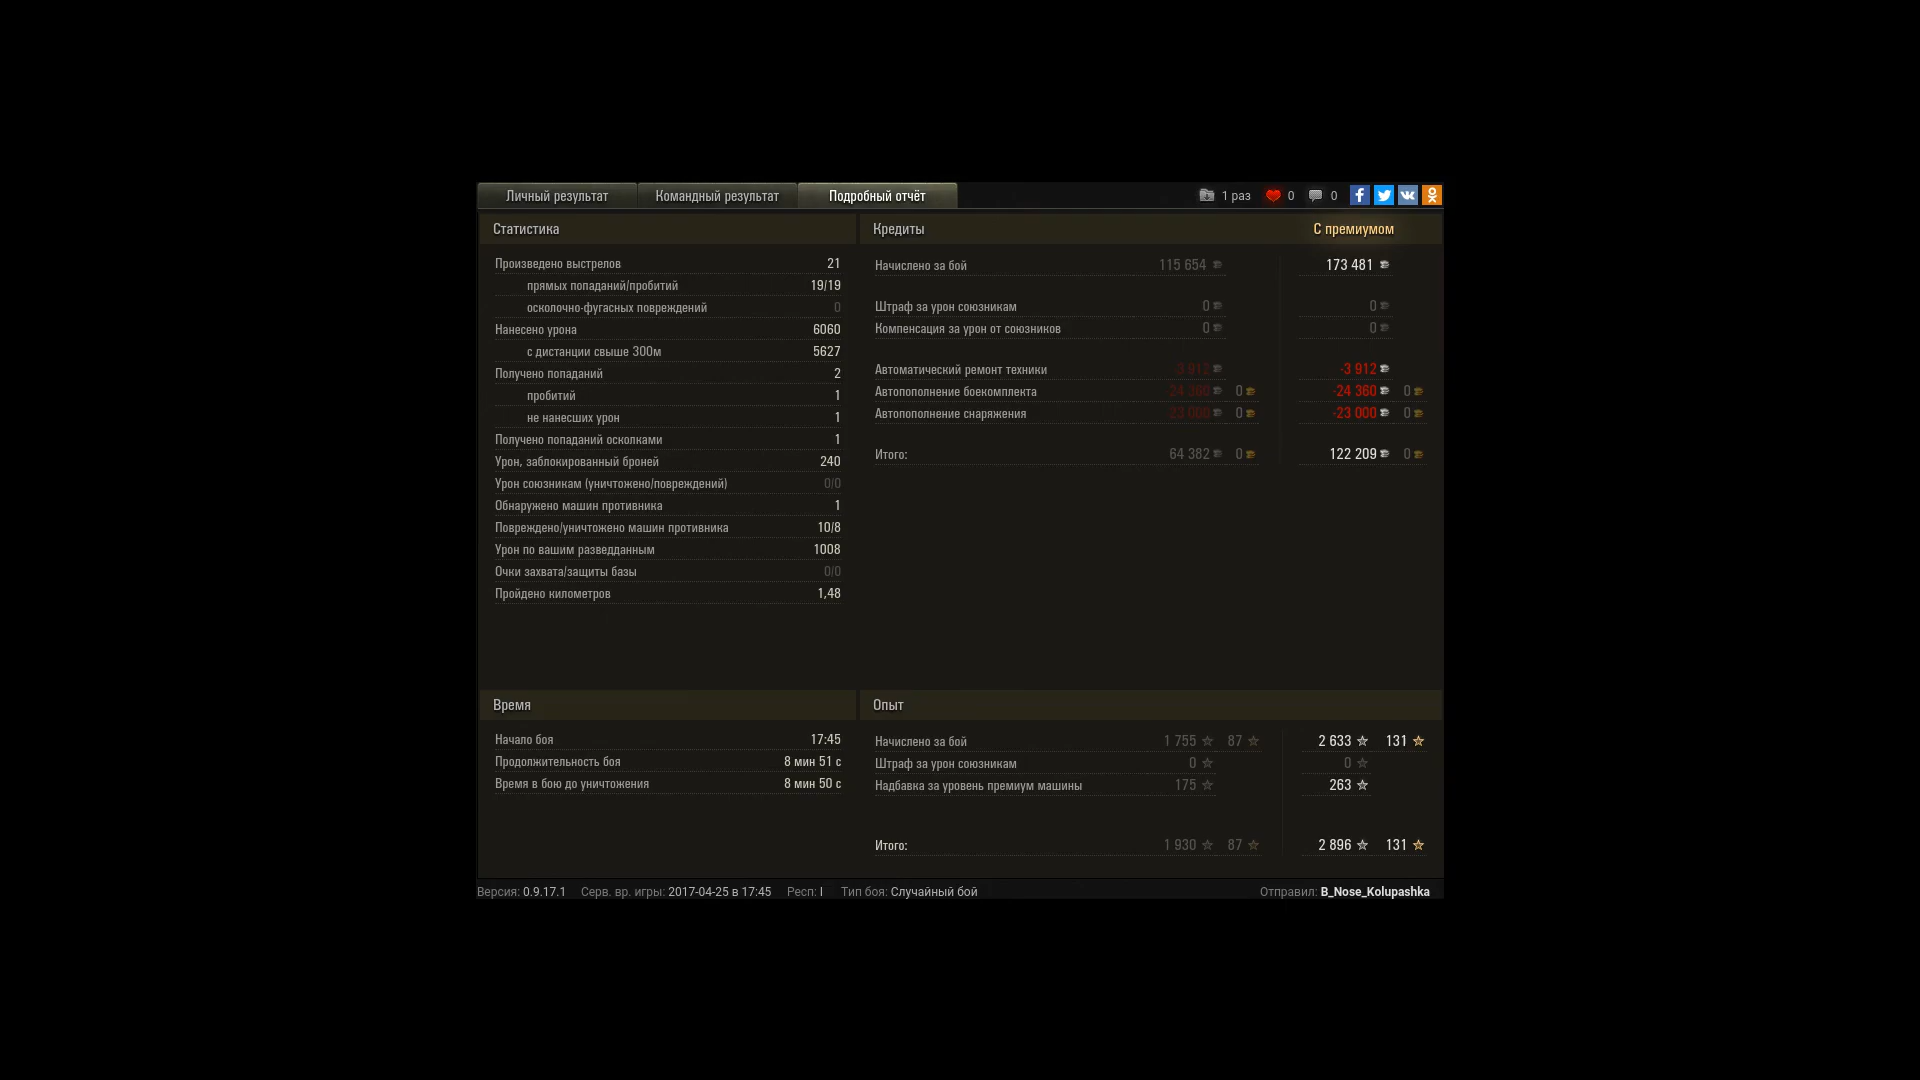 Личный результат Командный результат Подробный отчёт 1 раз 0 0
Статистика
Произведено выстрелов 21
прямых попаданий/пробитий 19/19
осколочно-фугасных повреждений 0
Нанесено урона 6060
с дистанции свыше 300м 5627
Получено попаданий 2
пробитий 1
не нанесших урон 1
Получено попаданий осколками 1
Урон, заблокированный броней 240
Урон союзникам (уничтожено/повреждений) 0/0
Обнаружено машин противника 1
Повреждено/уничтожено машин противника 10/8
Урон по вашим разведданным 1008
Очки захвата/защиты базы 0/0
Пройдено километров 1,48
Кредиты С премиумом
Начислено за бой 115 654 173 481
Штраф за урон союзникам 0 0
Компенсация за урон от союзников 0 0
Автоматический ремонт техники -3 912 -3 912
Автопополнение боекомплекта -24 360 0 -24 360 0
Автопополнение снаряжения -23 000 0 -23 000 0
Итого: 64 382 0 122 209 0
Время
Начало боя 17:45
Продолжительность боя 8 мин 51 с
Время в бою до уничтожения 8 мин 50 с
Опыт
Начислено за бой 1 755 87 2 633 131
Штраф за урон союзникам 0 0
Надбавка за уровень премиум машины 175 263
Итого: 1 930 87 2 896 131
Версия: 0.9.17.1 Серв. вр. игры: 2017-04-25 в 17:45 Респ: I Тип боя: Случайный бой Отправил: B_Nose_Kolupashka